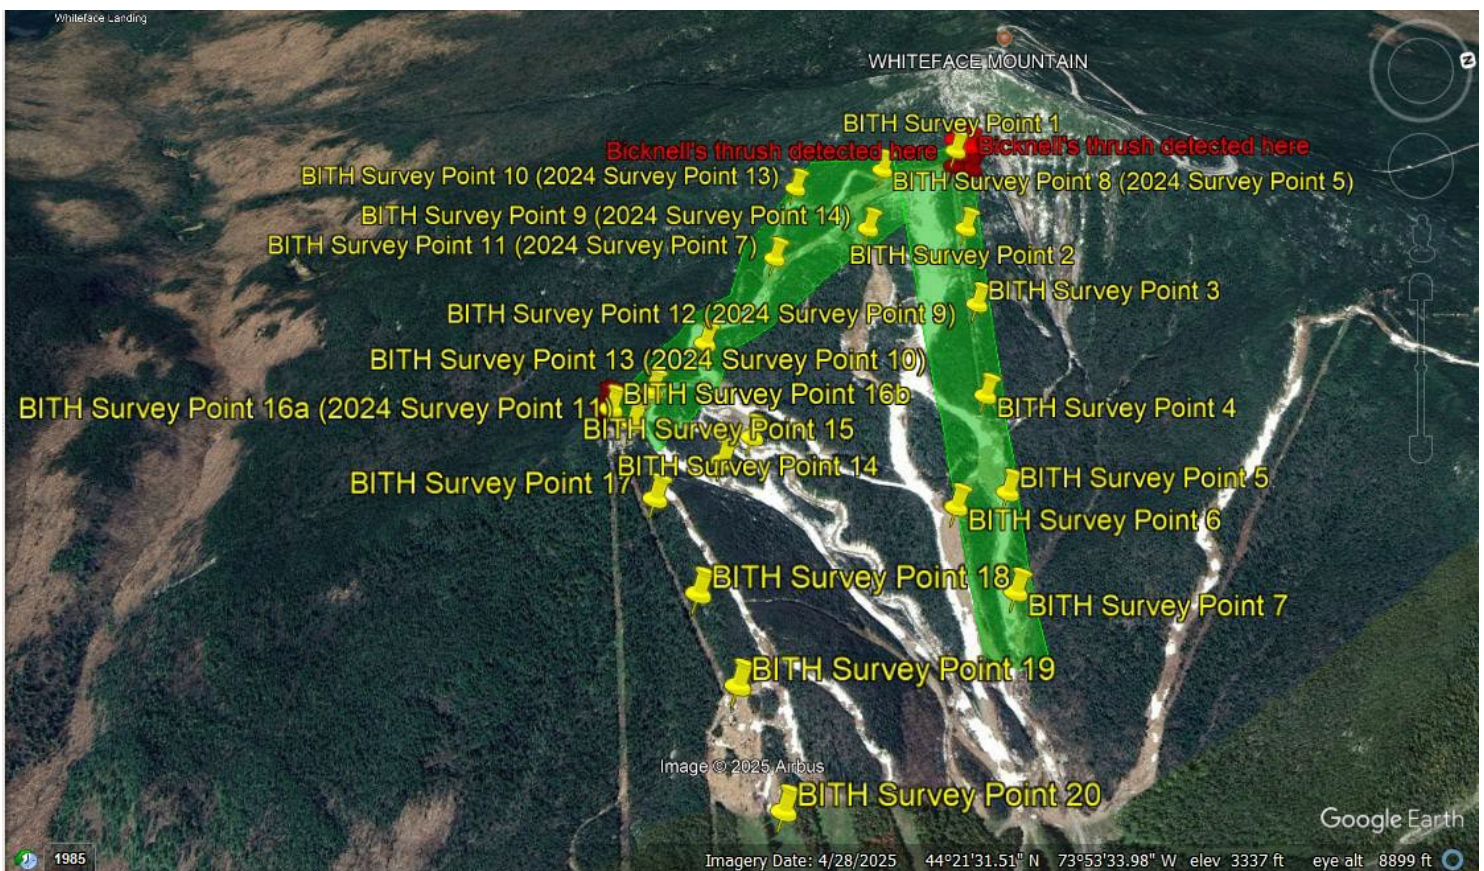 Whiteface Landing
WHITEFACE MOUNTAIN
BITH Survey Point 1
Bicknell's thrush detected here
Bicknell's thrush detected here
BITH Survey Point 10 (2024 Survey Point 13)
BITH Survey Point 8 (2024 Survey Point 5)
BITH Survey Point 9 (2024 Survey Point 14)
BITH Survey Point 11 (2024 Survey Point 7)
BITH Survey Point 2
BITH Survey Point 3
BITH Survey Point 12 (2024 Survey Point 9)
BITH Survey Point 13 (2024 Survey Point 10)
BITH Survey Point 16b
BITH Survey Point 16a (2024 Survey Point 11)
BITH Survey Point 4
BITH Survey Point 15
BITH Survey Point 14
BITH Survey Point 17
BITH Survey Point 5
BITH Survey Point 6
BITH Survey Point 18
BITH Survey Point 7
BITH Survey Point 19
Image © 2025 Airbus
BITH Survey Point 20
Google Earth
1985
Imagery Date: 4/28/2025 44°21'31.51" N 73°53'33.98" W elev 3337 ft eye alt 8899 ft
N